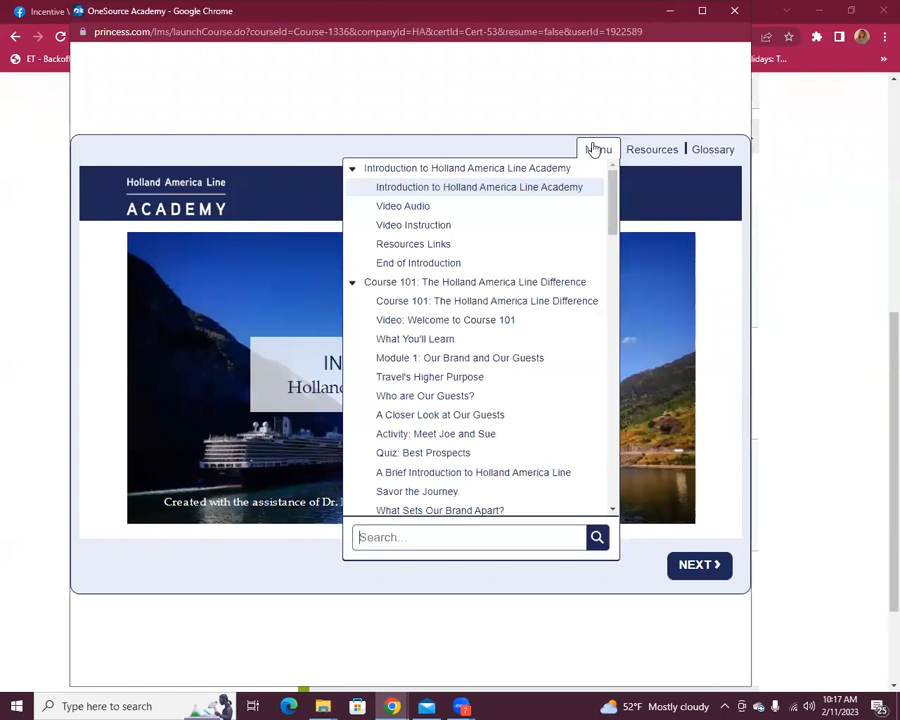 Incentive V
OneSource Academy - Google Chrome
princess.com/lms/launchCourse.do?courseId=Course-1336&companyId=HA&certId=Cert-53&resume=false&userId=1922589
ET - Backoff
lidays: T...
Menu
Resources
Glossary
Holland America Line
ACADEMY
Introduction to Holland America Line Academy
Introduction to Holland America Line Academy
Video Audio
Video Instruction
Resources Links
End of Introduction
Course 101: The Holland America Line Difference
Course 101: The Holland America Line Difference
Video: Welcome to Course 101
What You'll Learn
Module 1: Our Brand and Our Guests
Travel's Higher Purpose
Who are Our Guests?
A Closer Look at Our Guests
Activity: Meet Joe and Sue
Quiz: Best Prospects
A Brief Introduction to Holland America Line
Savor the Journey
What Sets Our Brand Apart?
IN
Holland
Created with the assistance of Dr.
Search...
NEXT
Type here to search
7
52°F Mostly cloudy
10:17 AM
2/11/2023
25